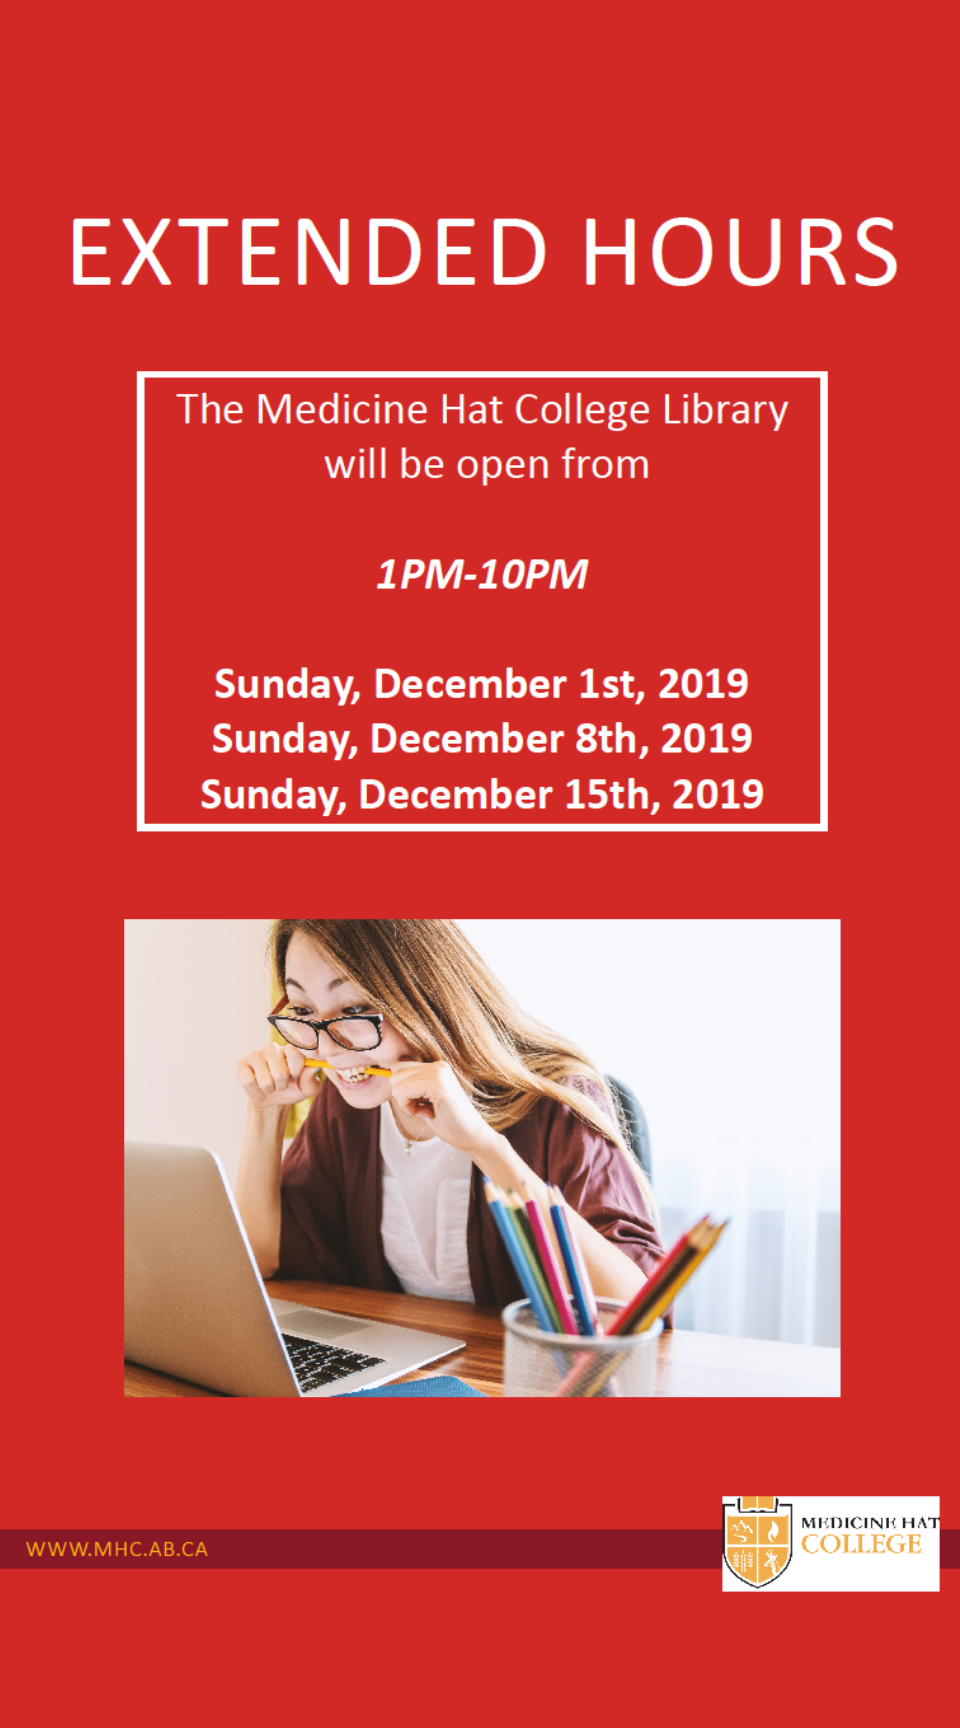 EXTENDED HOURS
The Medicine Hat College Library
will be open from
1PM-10PM
Sunday, December 1st, 2019
Sunday, December 8th, 2019
Sunday, December 15th, 2019
WWW.MHC.AB.CA
MEDICINE HAT
COLLEGE